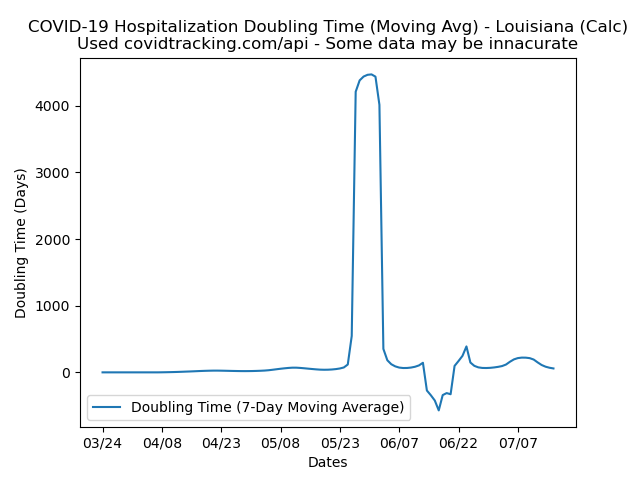 COVID-19 Hospitalization Doubling Time (Moving Avg) - Louisiana (Calc)
Used covidtracking.com/api - Some data may be innacurate
Doubling Time (Days)
4000
3000
2000
1000
0
Doubling Time (7-Day Moving Average)
03/24 04/08 04/23 05/08 05/23 06/07 06/22 07/07
Dates